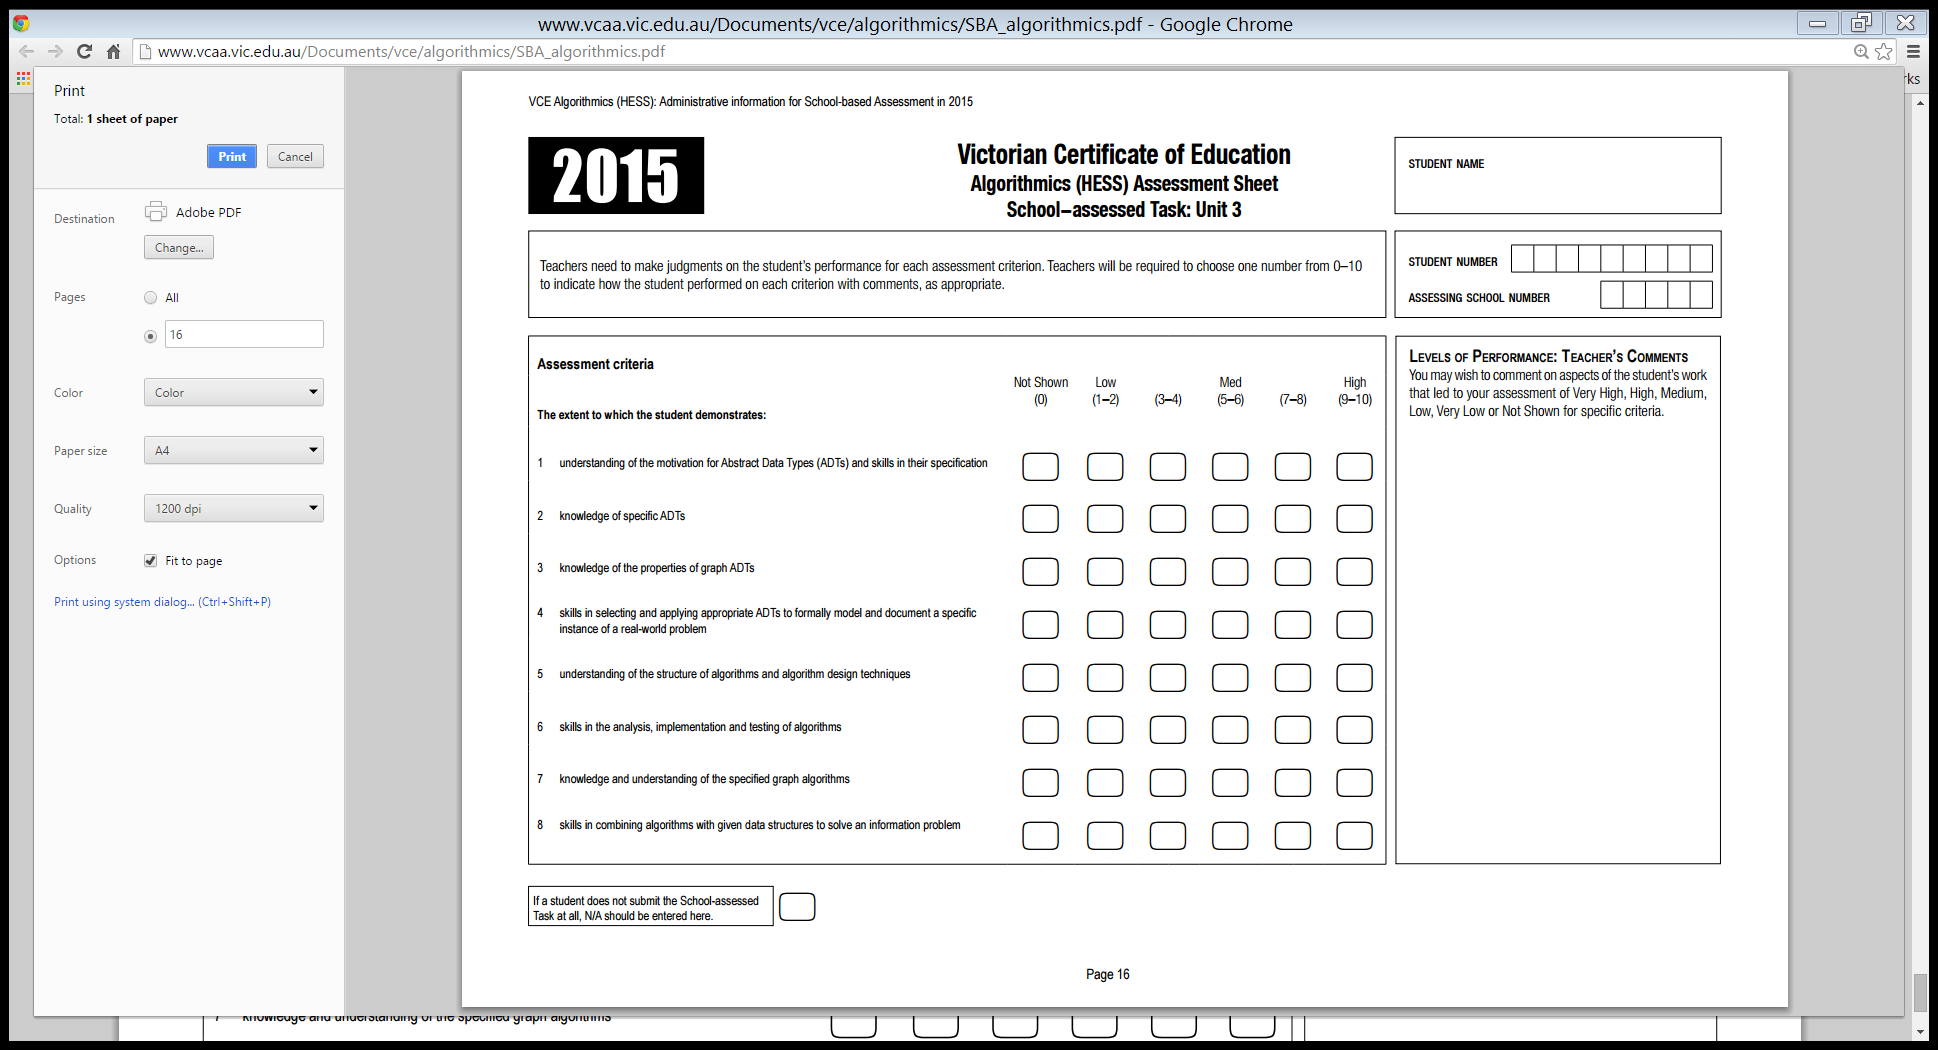 www.vcaa.vic.edu.au/Documents/vce/algorithmics/SBA_algorithmics.pdf - Google Chrome
www.vcaa.vic.edu.au/Documents/vce/algorithmics/SBA_algorithmics.pdf
rks
Print
Total: 1 sheet of paper
Print
Cancel
Destination
Adobe PDF
Change...
Pages
All
16
Color
Color
Paper size
A4
Quality
1200 dpi
Options
Fit to page
Print using system dialog... (Ctrl+Shift+P)
VCE Algorithmics (HESS): Administrative information for School-based Assessment in 2015
2015
Victorian Certificate of Education
Algorithmics (HESS) Assessment Sheet
School–assessed Task: Unit 3
STUDENT NAME
Teachers need to make judgments on the student's performance for each assessment criterion. Teachers will be required to choose one number from 0–10
to indicate how the student performed on each criterion with comments, as appropriate.
STUDENT NUMBER
ASSESSING SCHOOL NUMBER
Assessment criteria
Not Shown Low Med High
(0) (1–2) (3–4) (5–6) (7–8) (9–10)
The extent to which the student demonstrates:
1 understanding of the motivation for Abstract Data Types (ADTs) and skills in their specification
2 knowledge of specific ADTs
3 knowledge of the properties of graph ADTs
4 skills in selecting and applying appropriate ADTs to formally model and document a specific
instance of a real-world problem
5 understanding of the structure of algorithms and algorithm design techniques
6 skills in the analysis, implementation and testing of algorithms
7 knowledge and understanding of the specified graph algorithms
8 skills in combining algorithms with given data structures to solve an information problem
LEVELS OF PERFORMANCE: TEACHER'S COMMENTS
You may wish to comment on aspects of the student's work
that led to your assessment of Very High, High, Medium,
Low, Very Low or Not Shown for specific criteria.
If a student does not submit the School-assessed
Task at all, N/A should be entered here.
Page 16
7 knowledge and understanding of the specified graph algorithms